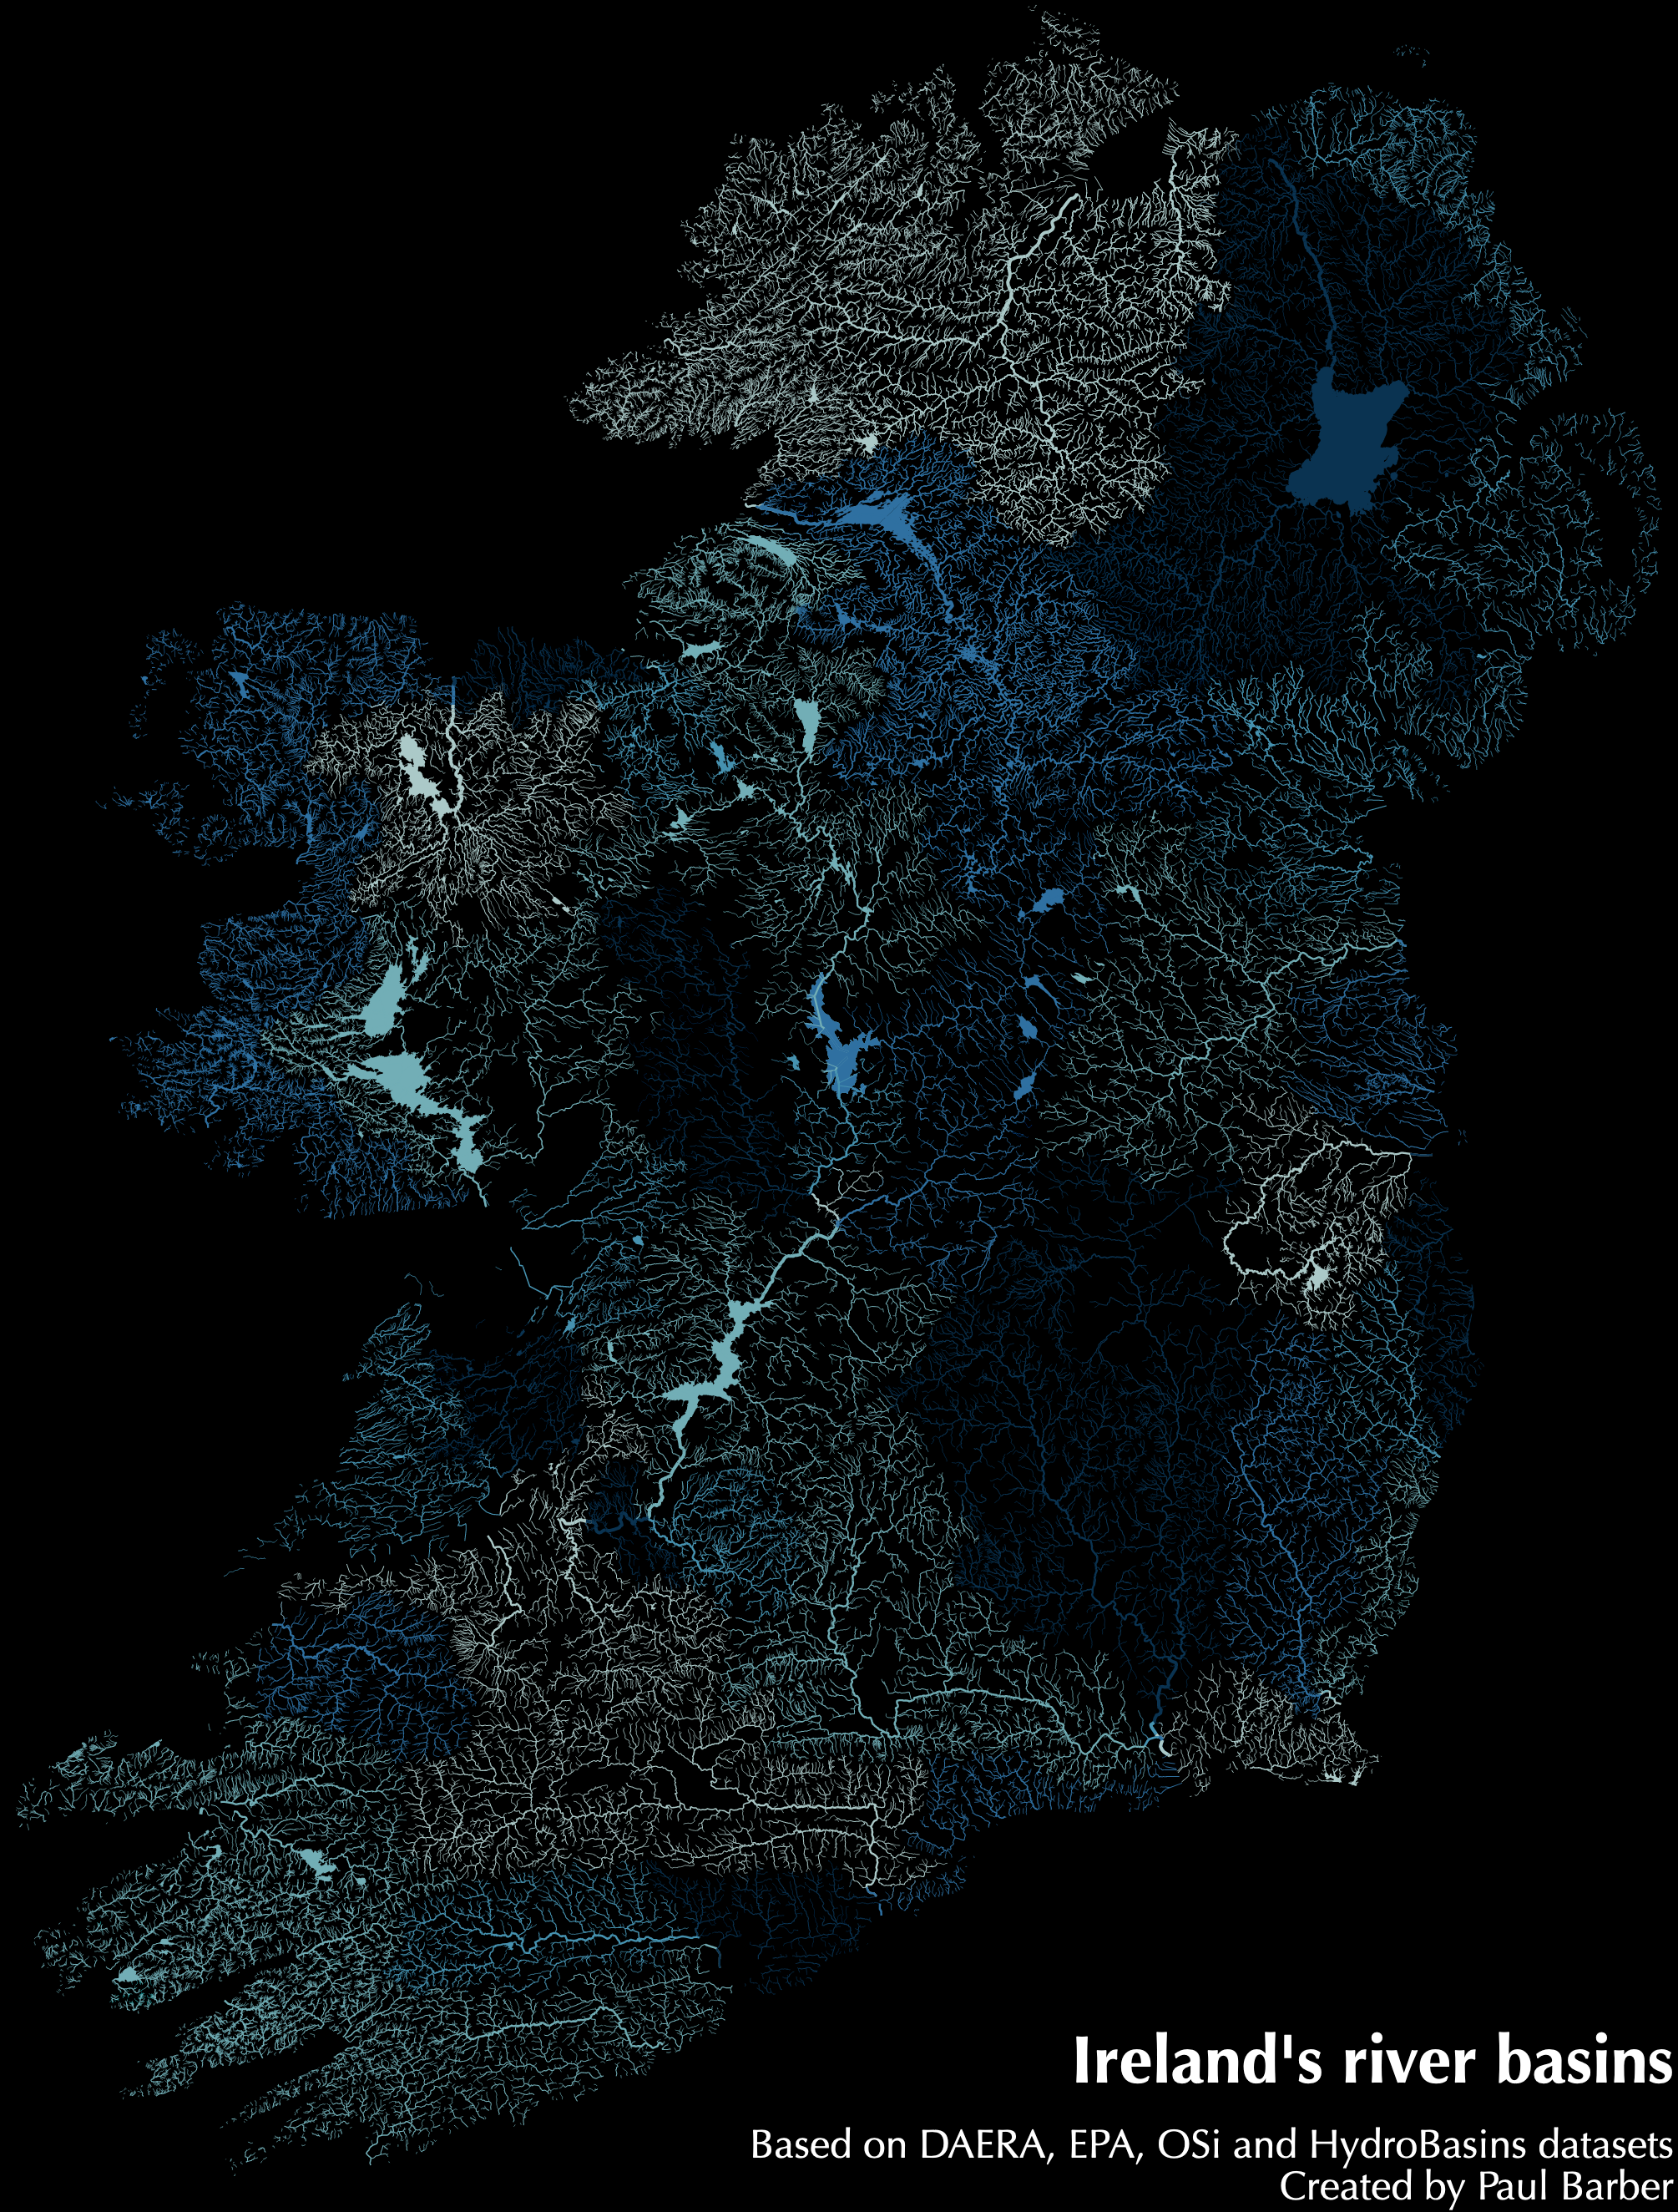 Ireland's river basins
Based on DAERA, EPA, OSi and HydroBasins datasets
Created by Paul Barber